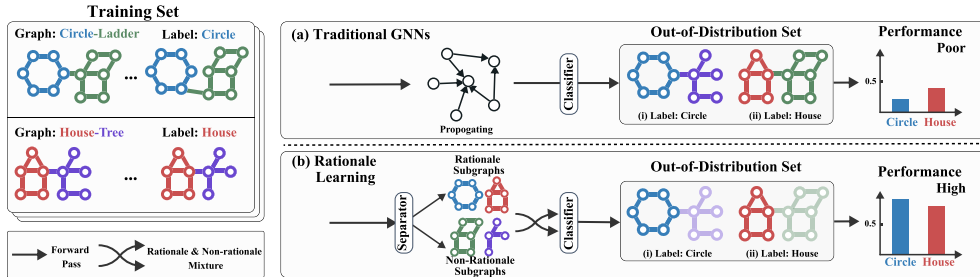 Training Set
Graph: Circle-Ladder Label: Circle
...
Graph: House-Tree Label: House
...
Forward Pass
Rationale & Non-rationale Mixture
(a) Traditional GNNs
Propogating
Classifier
Out-of-Distribution Set
(i) Label: Circle (ii) Label: House
Performance
Poor
0.5
Circle House
(b) Rationale
Learning
Separator
Rationale
Subgraphs
Non-Rationale
Subgraphs
Classifier
Out-of-Distribution Set
(i) Label: Circle (ii) Label: House
Performance
High
0.5
Circle House